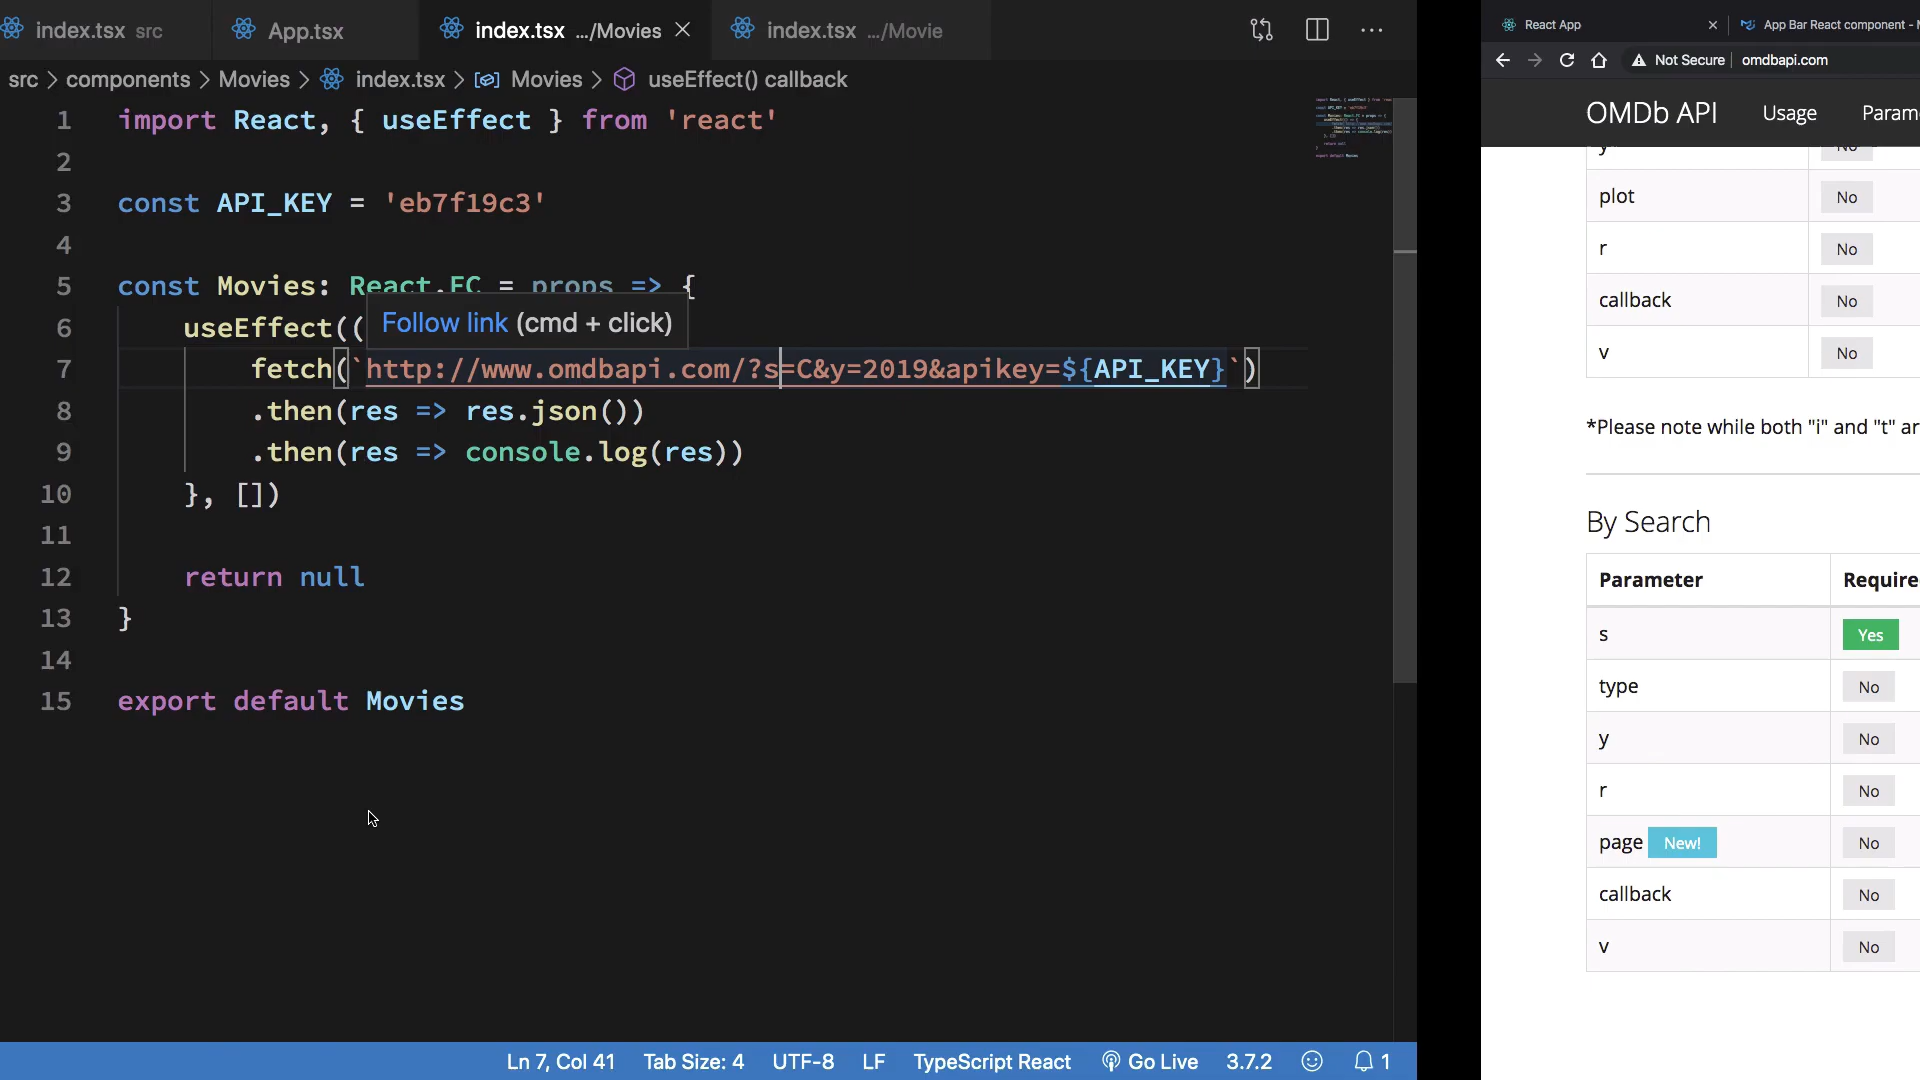 index.tsx src
App.tsx
index.tsx .../Movies
index.tsx .../Movie
src > components > Movies > index.tsx > Movies > useEffect() callback
1 import React, { useEffect } from 'react'
2
3 const API_KEY = 'eb7f19c3'
4
5 const Movies: React.FC = props => {
6 useEffect((
Follow link (cmd + click)
7 fetch(`http://www.omdbapi.com/?s=C&y=2019&apikey=${API_KEY}`)
8 .then(res => res.json())
9 .then(res => console.log(res))
10 }, [])
11
12 return null
13 }
14
15 export default Movies
Ln 7, Col 41 Tab Size: 4 UTF-8 LF TypeScript React Go Live 3.7.2 1
React App
App Bar React component -
Not Secure omdbapi.com
OMDb API Usage Param
y No
plot No
r No
callback No
v No
*Please note while both "i" and "t" ar
By Search
Parameter Require
s Yes
type No
y No
r No
page New! No
callback No
v No